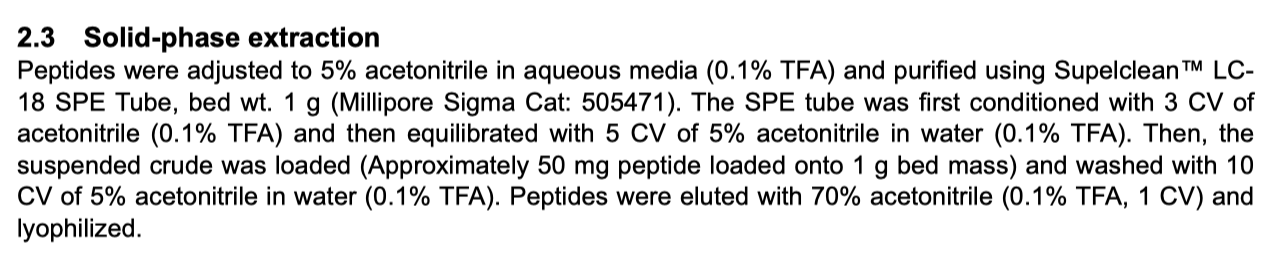 2.3 Solid-phase extraction
Peptides were adjusted to 5% acetonitrile in aqueous media (0.1% TFA) and purified using Supelclean™ LC-
18 SPE Tube, bed wt. 1 g (Millipore Sigma Cat: 505471). The SPE tube was first conditioned with 3 CV of
acetonitrile (0.1% TFA) and then equilibrated with 5 CV of 5% acetonitrile in water (0.1% TFA). Then, the
suspended crude was loaded (Approximately 50 mg peptide loaded onto 1 g bed mass) and washed with 10
CV of 5% acetonitrile in water (0.1% TFA). Peptides were eluted with 70% acetonitrile (0.1% TFA, 1 CV) and
lyophilized.